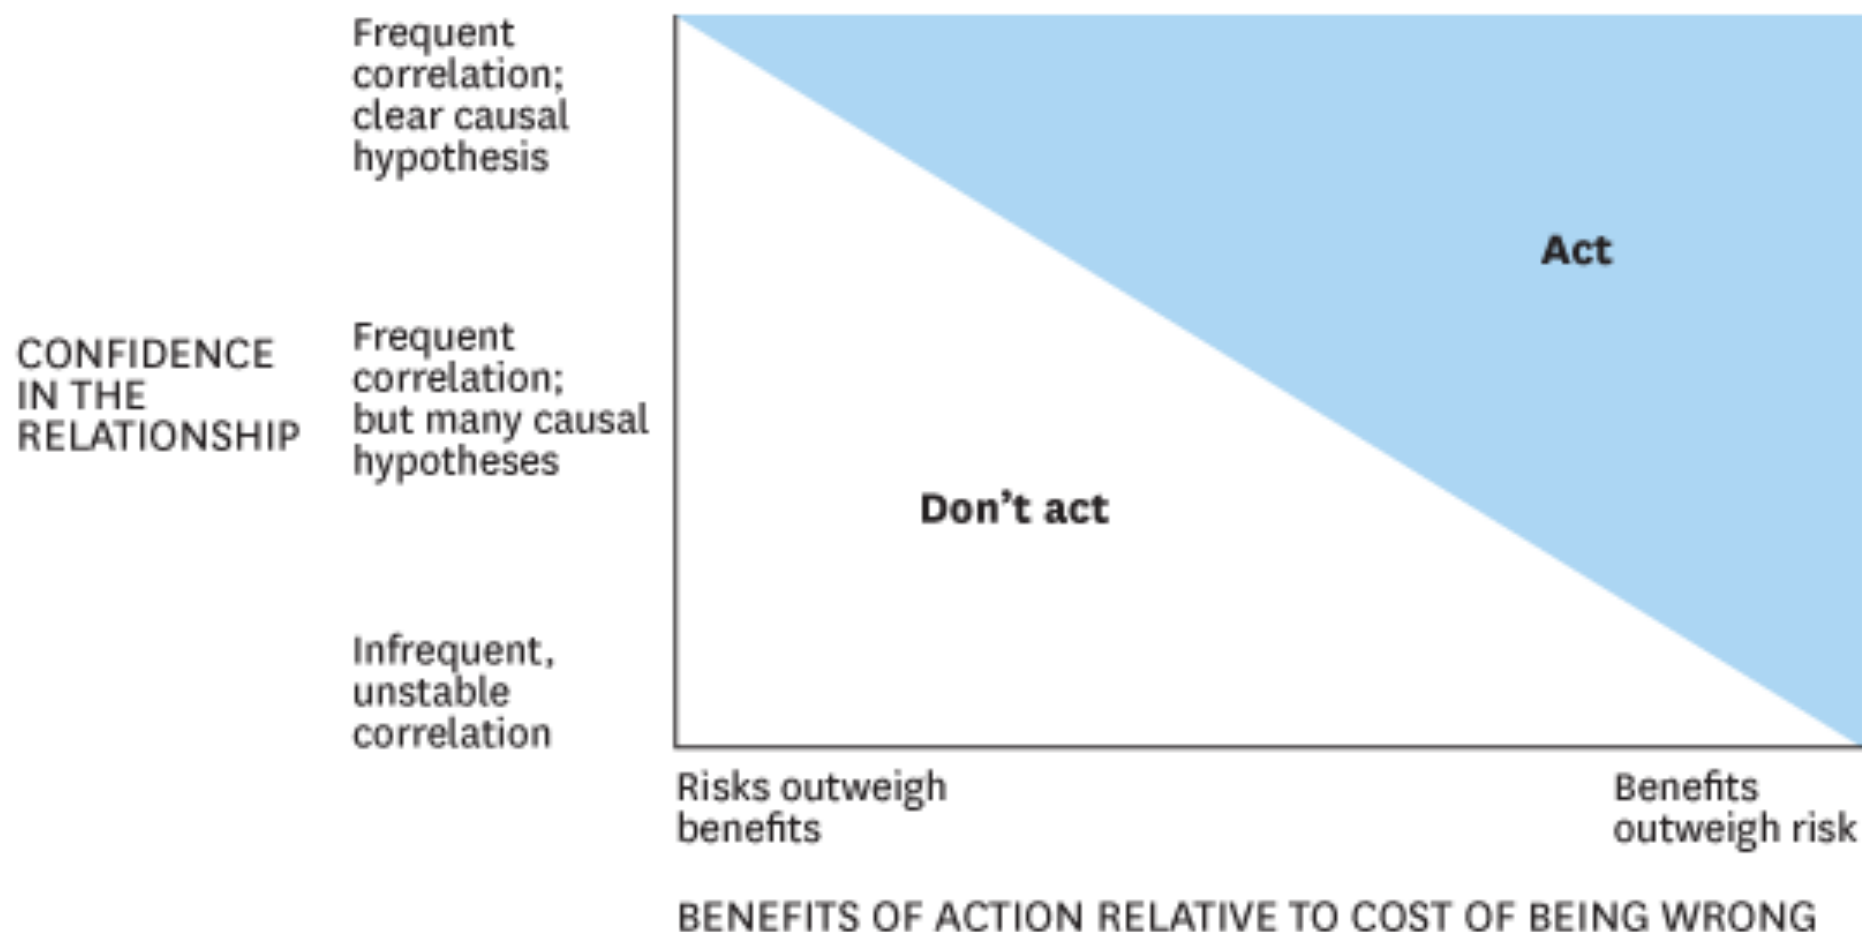 Frequent
correlation;
clear causal
hypothesis
Act
CONFIDENCE
IN THE
RELATIONSHIP
Frequent
correlation;
but many causal
hypotheses
Don’t act
Infrequent,
unstable
correlation
Risks outweigh
benefits
Benefits
outweigh risk
BENEFITS OF ACTION RELATIVE TO COST OF BEING WRONG